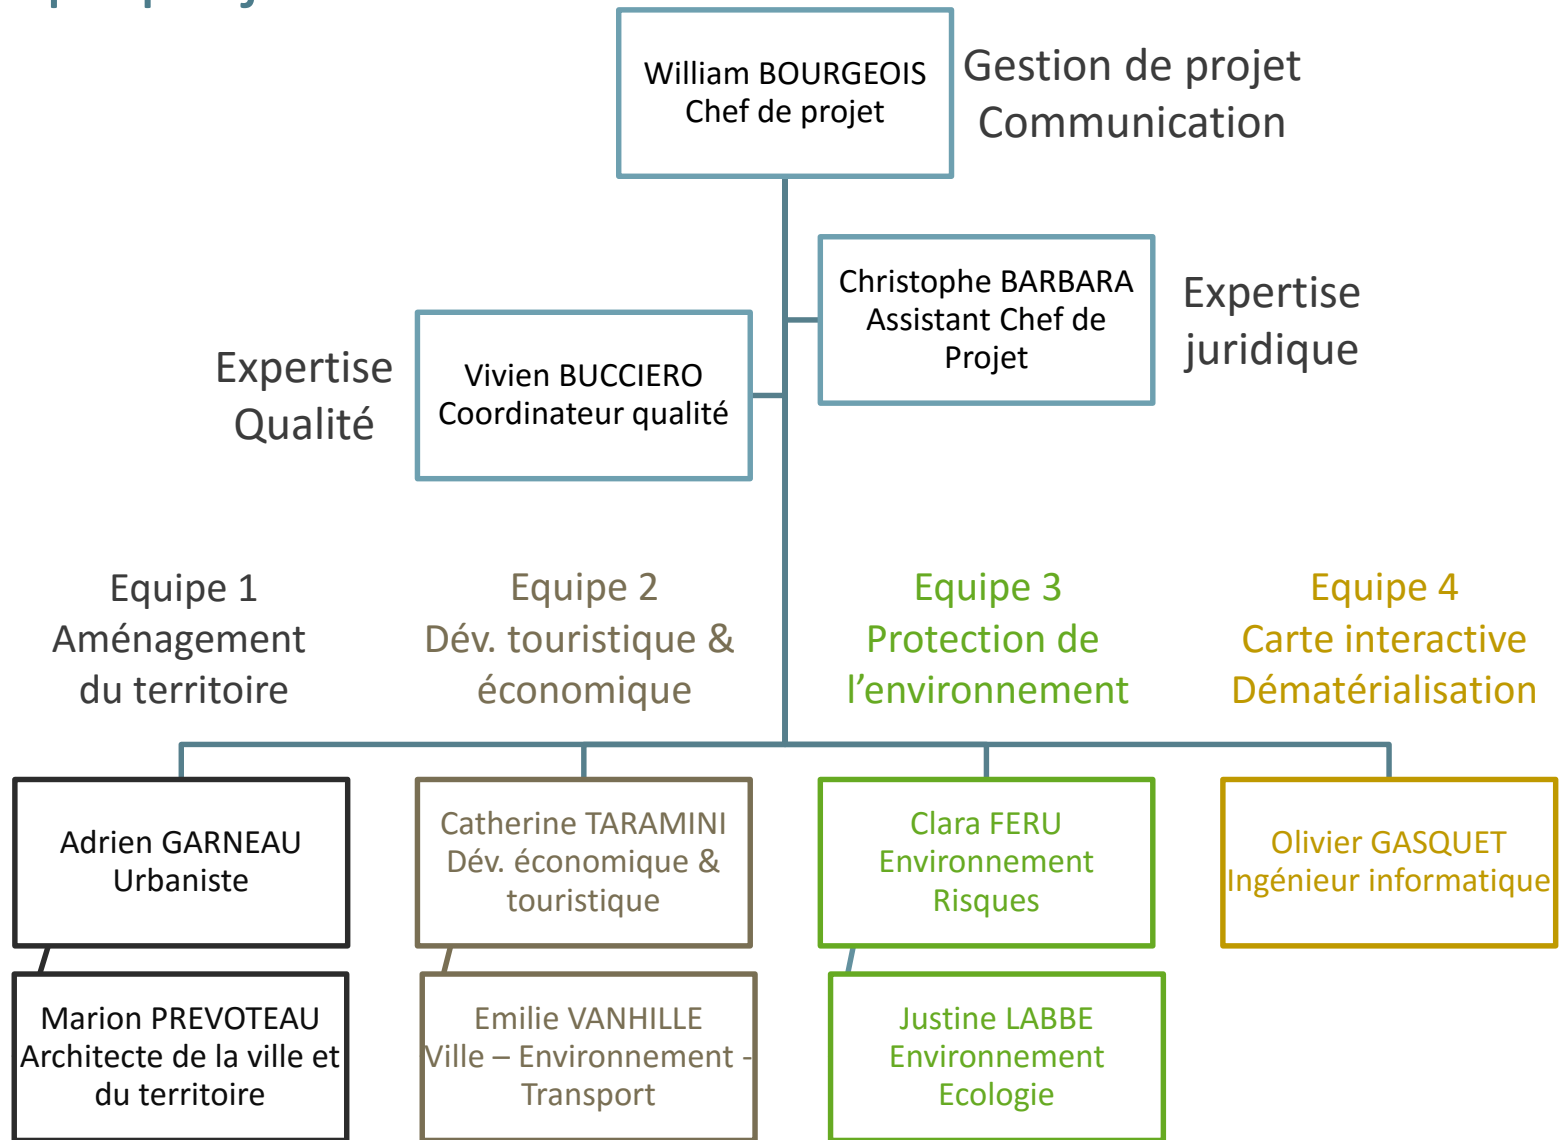 William BOURGEOIS
Chef de projet
Gestion de projet
Communication
Christophe BARBARA
Assistant Chef de
Projet
Expertise
juridique
Expertise
Qualité
Vivien BUCCIERO
Coordinateur qualité
Equipe 1
Aménagement
du territoire
Equipe 2
Dév. touristique &
économique
Equipe 3
Protection de
l’environnement
Equipe 4
Carte interactive
Dématérialisation
Adrien GARNEAU
Urbaniste
Catherine TARAMINI
Dév. économique &
touristique
Clara FERU
Environnement
Risques
Olivier GASQUET
Ingénieur informatique
Marion PREVOTEAU
Architecte de la ville et
du territoire
Emilie VANHILLE
Ville – Environnement -
Transport
Justine LABBE
Environnement
Ecologie